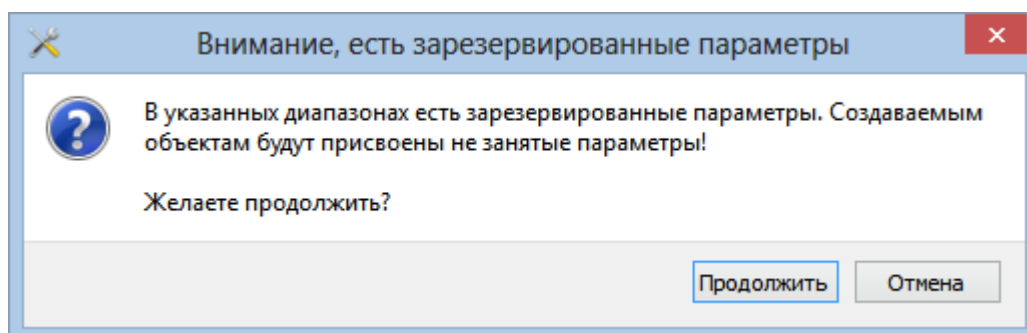 Внимание, есть зарезервированные параметры
В указанных диапазонах есть зарезервированные параметры. Создаваемым
объектам будут присвоены не занятые параметры!
Желаете продолжить?
Продолжить Отмена